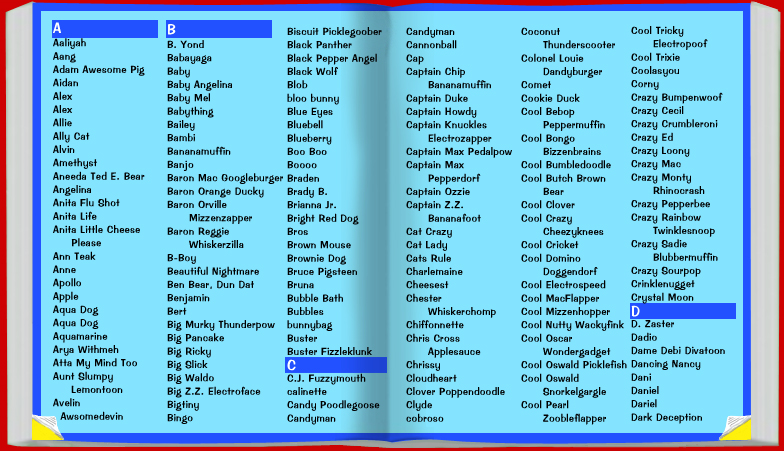 A
Aaliyah
Aang
Adam Awesome Pig
Aidan
Alex
Alex
Allie
Ally Cat
Alvin
Amethyst
Aneeda Ted E. Bear
Angelina
Anita Flu Shot
Anita Life
Anita Little Cheese
Please
Ann Teak
Anne
Apollo
Apple
Aqua Dog
Aqua Dog
Aquamarine
Arya Withmeh
Atta My Mind Too
Aunt Slumpy
Lemontoon
Avelin
Awsomedevin
B
B. Yond
Babayaga
Baby
Baby Angelina
Baby Mel
Babything
Bailey
Bambi
Bananamuffin
Banjo
Baron Mac Googleburger
Baron Orange Ducky
Baron Orville
Mizzenzapper
Baron Reggie
Whiskerzilla
B-Boy
Beautiful Nightmare
Ben Bear, Dun Dat
Benjamin
Bert
Big Murky Thunderpow
Big Pancake
Big Ricky
Big Slick
Big Waldo
Big Z.Z. Electroface
Bigtiny
Bingo
Biscuit Picklegoober
Black Panther
Black Pepper Angel
Black Wolf
Blob
bloo bunny
Blue Eyes
Bluebell
Blueberry
Boo Boo
Boooo
Braden
Brady B.
Brianna Jr.
Bright Red Dog
Bros
Brown Mouse
Brownie Dog
Bruce Pigsteen
Bruna
Bubble Bath
Bubbles
bunnybag
Buster
Buster Fizzleklunk
C
C.J. Fuzzymouth
calinette
Candy Poodlegoose
Candyman
Candyman
Cannonball
Cap
Captain Chip
Bananamuffin
Captain Duke
Captain Howdy
Captain Knuckles
Electrozapper
Captain Max Pedalpow
Captain Max
Pepperdorf
Captain Ozzie
Captain Z.Z.
Bananafoot
Cat Crazy
Cat Lady
Cats Rule
Charlemaine
Cheesest
Chester
Whiskerchomp
Chiffonnette
Chris Cross
Applesauce
Chrissy
Cloudheart
Clover Poppendoodle
Clyde
cobroso
Coconut
Thunderscooter
Colonel Louie
Dandyburger
Comet
Cookie Duck
Cool Bebop
Peppermuffin
Cool Bongo
Bizzenbrains
Cool Bumbledoodle
Cool Butch Brown
Bear
Cool Clover
Cool Crazy
Cheezyknees
Cool Cricket
Cool Domino
Doggendorf
Cool Electrospeed
Cool MacFlapper
Cool Mizzenhopper
Cool Nutty Wackyfink
Cool Oscar
Wondergadget
Cool Oswald Picklefish
Cool Oswald
Snorkelgargle
Cool Pearl
Zoobleflapper
Cool Tricky
Electropoof
Cool Trixie
Coolasyou
Corny
Crazy Bumpenwoof
Crazy Cecil
Crazy Crumbleroni
Crazy Ed
Crazy Loony
Crazy Mac
Crazy Monty
Rhinocrash
Crazy Pepperbee
Crazy Rainbow
Twinklesnoop
Crazy Sadie
Blubbermuffin
Crazy Sourpop
Crinklenugget
Crystal Moon
D
D. Zaster
Dadio
Dame Debi Divatoon
Dancing Nancy
Dani
Daniel
Dariel
Dark Deception